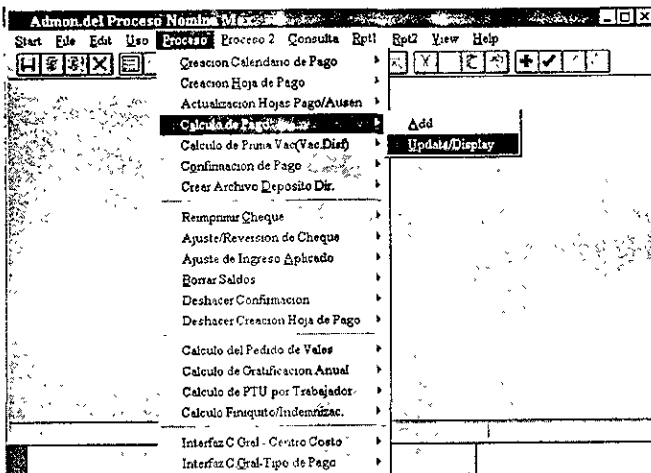 Admon.del Proceso Nomina Mex.
Start File Edit Uso Proceso Proceso 2 Consulta Rpt1 Rpt2 View Help
Creacion Calendario de Pago
Creacion Hoja de Pago
Actualizacion Hojas Pago/Ausen
Calculo de Pago
Add
Calculo de Prima Vac(Vac.Disf)
Update/Display
Confirmacion de Pago
Crear Archivo Deposito Dir.
Reimprimir Cheque
Ajuste/Reversion de Cheque
Ajuste de Ingreso Aplicado
Borrar Saldos
Deshacer Confirmacion
Deshacer Creacion Hoja de Pago
Calculo del Pedido de Vales
Calculo de Gratificacion Anual
Calculo de PTU por Trabajador
Calculo Finiquito/Indemnizac.
Interfaz C Gral - Centro Costo
Interfaz C.Gral-Tipo de Pago